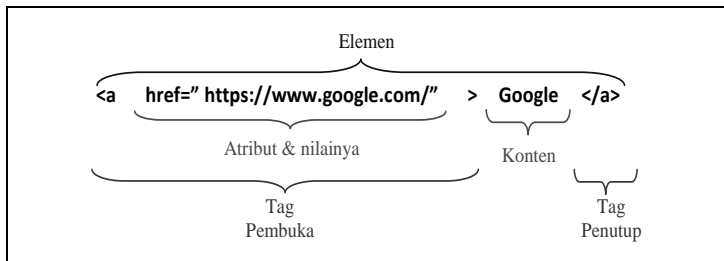 Elemen
<a href=” https://www.google.com/” > Google </a>
Atribut & nilainya
Konten
Tag
Pembuka
Tag
Penutup